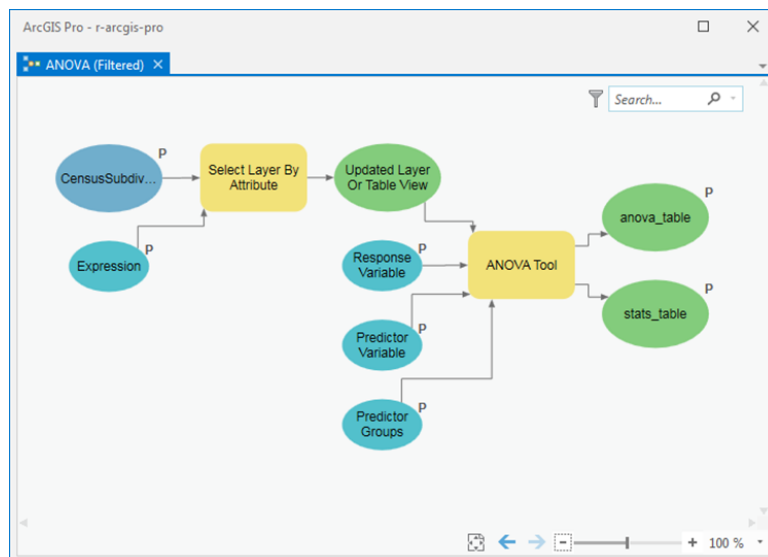 ArcGIS Pro - r-arcgis-pro
ANOVA (Filtered)
Search...
P
CensusSubdiv...
Select Layer By
Attribute
Updated Layer
Or Table View
P
Expression
P
anova_table
P
Response
Variable
ANOVA Tool
P
stats_table
P
Predictor
Variable
P
Predictor
Groups
100 %